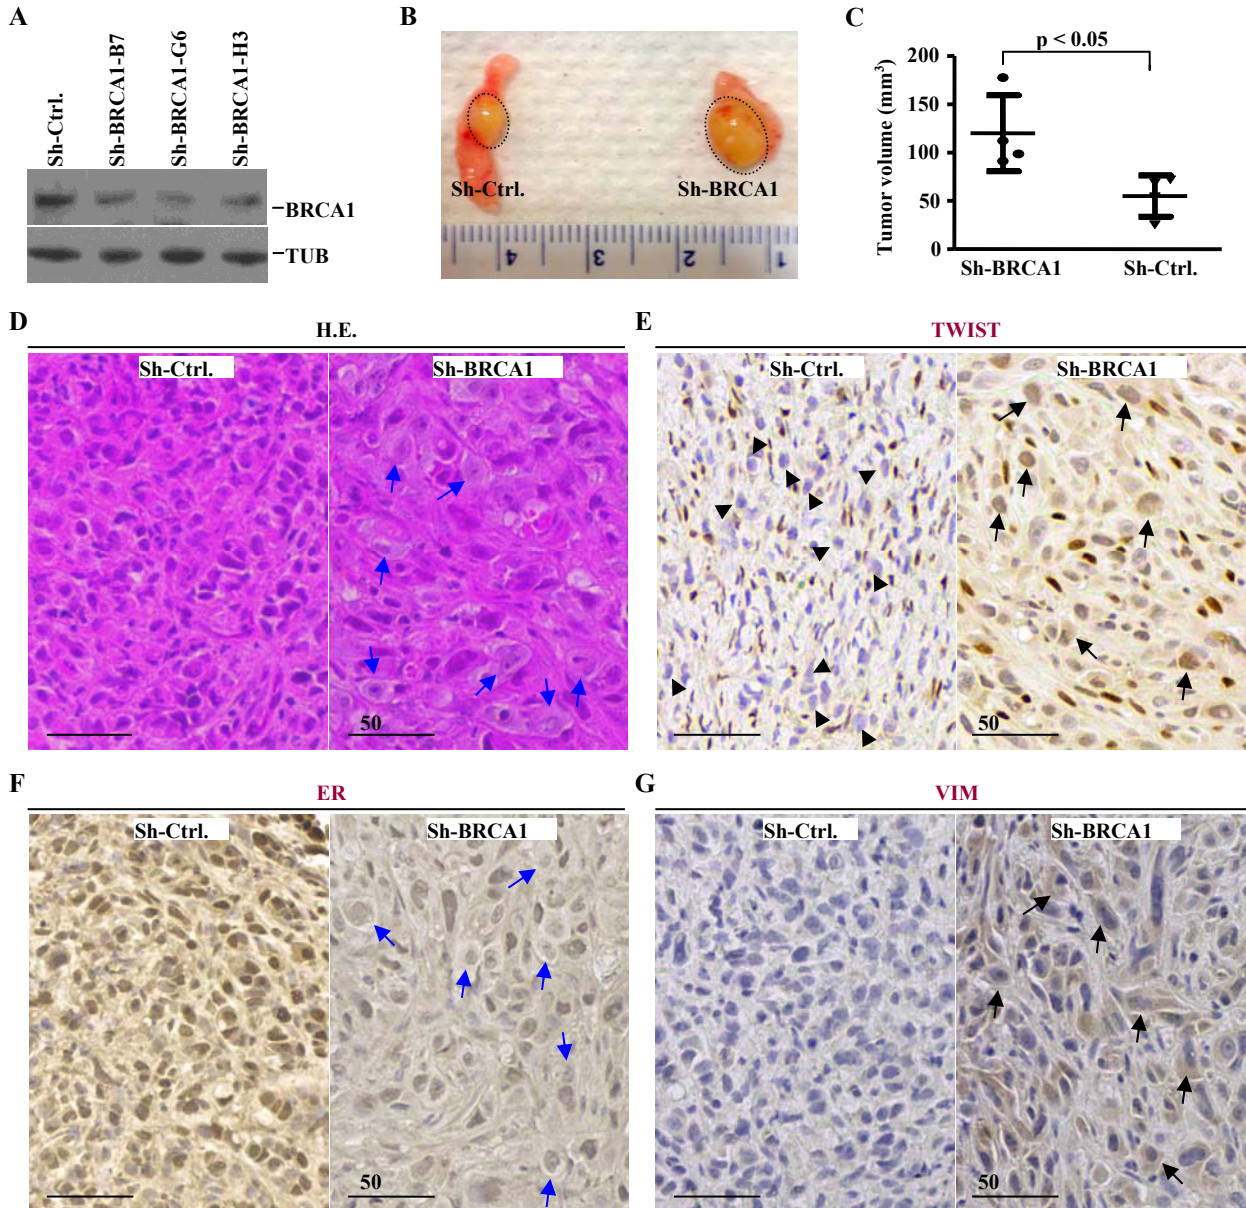 A
Sh-Ctrl.
Sh-BRCA1-B7
Sh-BRCA1-G6
Sh-BRCA1-H3
BRCA1
TUB
B
Sh-Ctrl.
Sh-BRCA1
4 3 2 1
C
p < 0.05
Tumor volume (mm³)
200
150
100
50
0
Sh-BRCA1
Sh-Ctrl.
D
H.E.
Sh-Ctrl.
Sh-BRCA1
50
E
TWIST
Sh-Ctrl.
Sh-BRCA1
50
F
ER
Sh-Ctrl.
Sh-BRCA1
50
G
VIM
Sh-Ctrl.
Sh-BRCA1
50